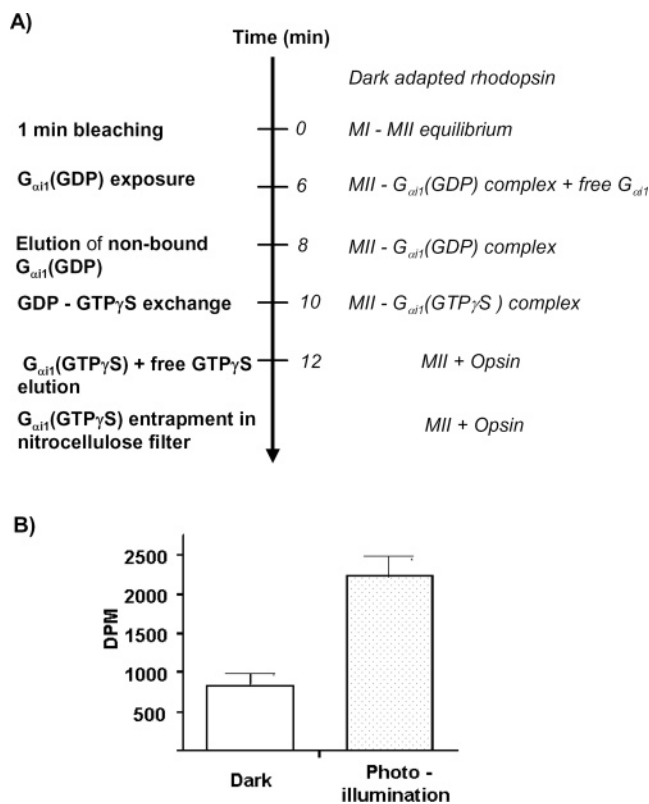 A)
Time (min)
Dark adapted rhodopsin
1 min bleaching 0 MI - MII equilibrium
Gαi1(GDP) exposure 6 MII - Gαi1(GDP) complex + free Gαi1
Elution of non-bound
Gαi1(GDP) 8 MII - Gαi1(GDP) complex
GDP - GTPγS exchange 10 MII - Gαi1(GTPγS ) complex
Gαi1(GTPγS) + free GTPγS
elution 12 MII + Opsin
Gαi1(GTPγS) entrapment in
nitrocellulose filter MII + Opsin
B)
DPM
2500
2000
1500
1000
500
Dark
Photo -
illumination